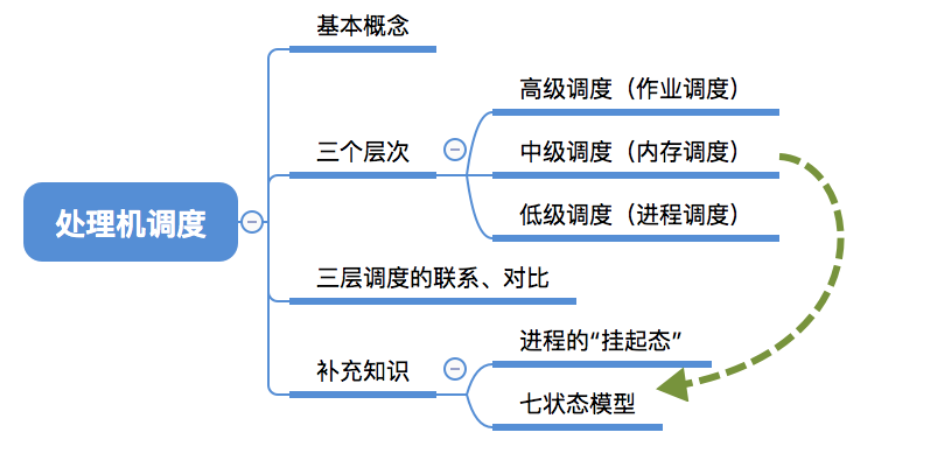 基本概念
高级调度（作业调度）
三个层次
中级调度（内存调度）
低级调度（进程调度）
处理机调度
三层调度的联系、对比
进程的“挂起态”
补充知识
七状态模型